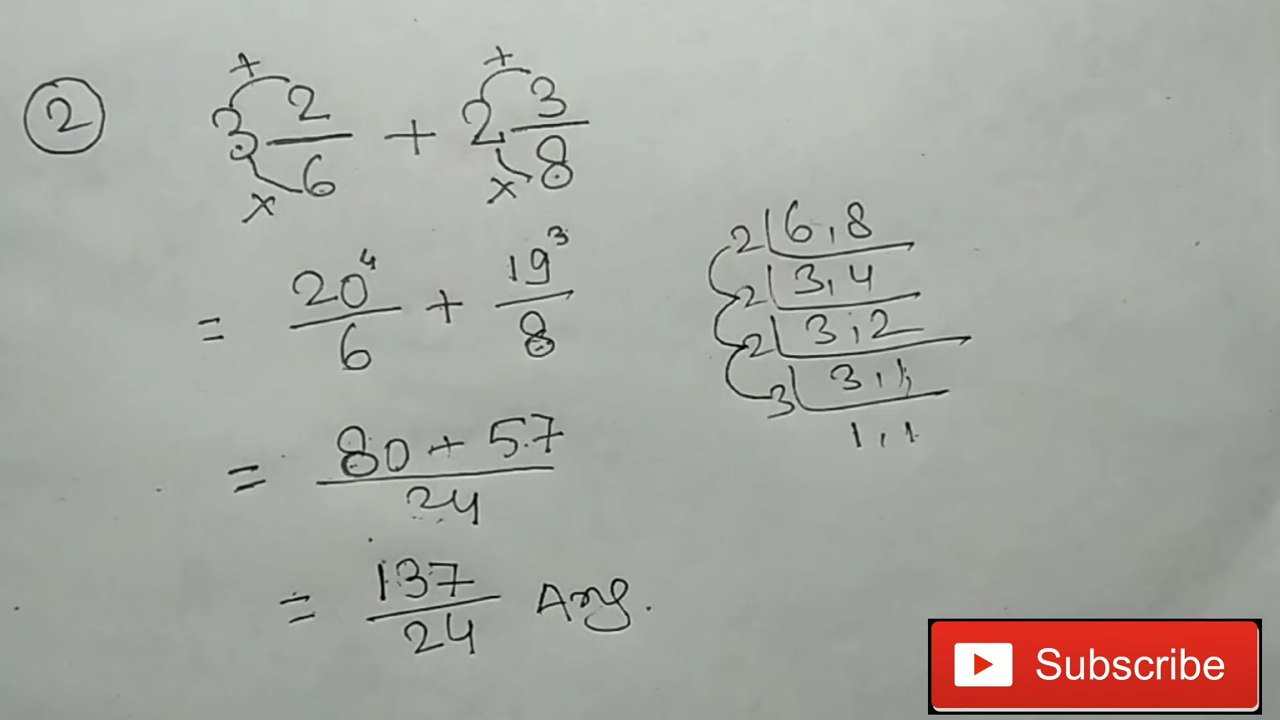 2
+ +
3 2/6 + 2 3/8
x x
= 20⁴/6 + 19³/8
= 80 + 57/24
= 137/24 Ans.
2 | 6, 8
2 | 3, 4
2 | 3, 2
3 | 3, 1,
1, 1
Subscribe